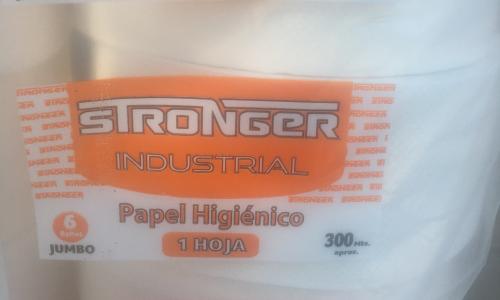 STRONGER
INDUSTRIAL
Papel Higiénico
1 HOJA
6
Rollos
JUMBO
300 Mts.
aprox.